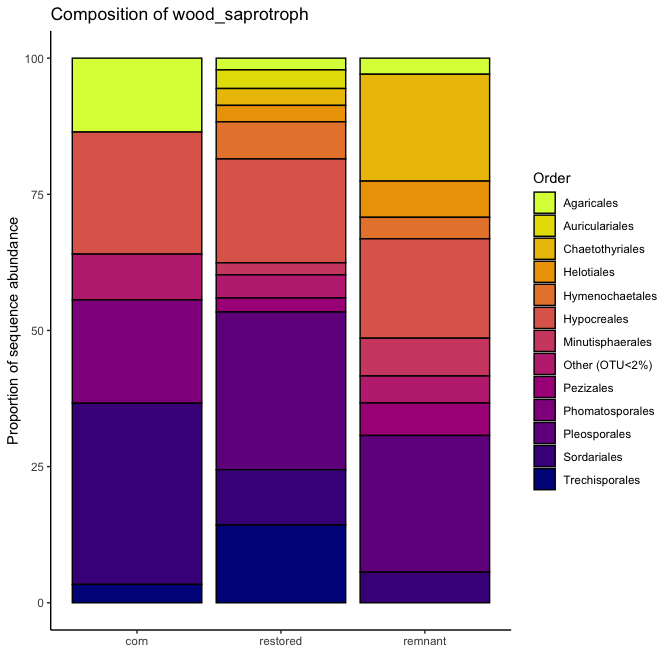 Composition of wood_saprotroph
Proportion of sequence abundance
100
75
50
25
0
corn
restored
remnant
Order
Agaricales
Auriculariales
Chaetothyriales
Helotiales
Hymenochaetales
Hypocreales
Minutisphaerales
Other (OTU<2%)
Pezizales
Phomatosporales
Pleosporales
Sordariales
Trechisporales